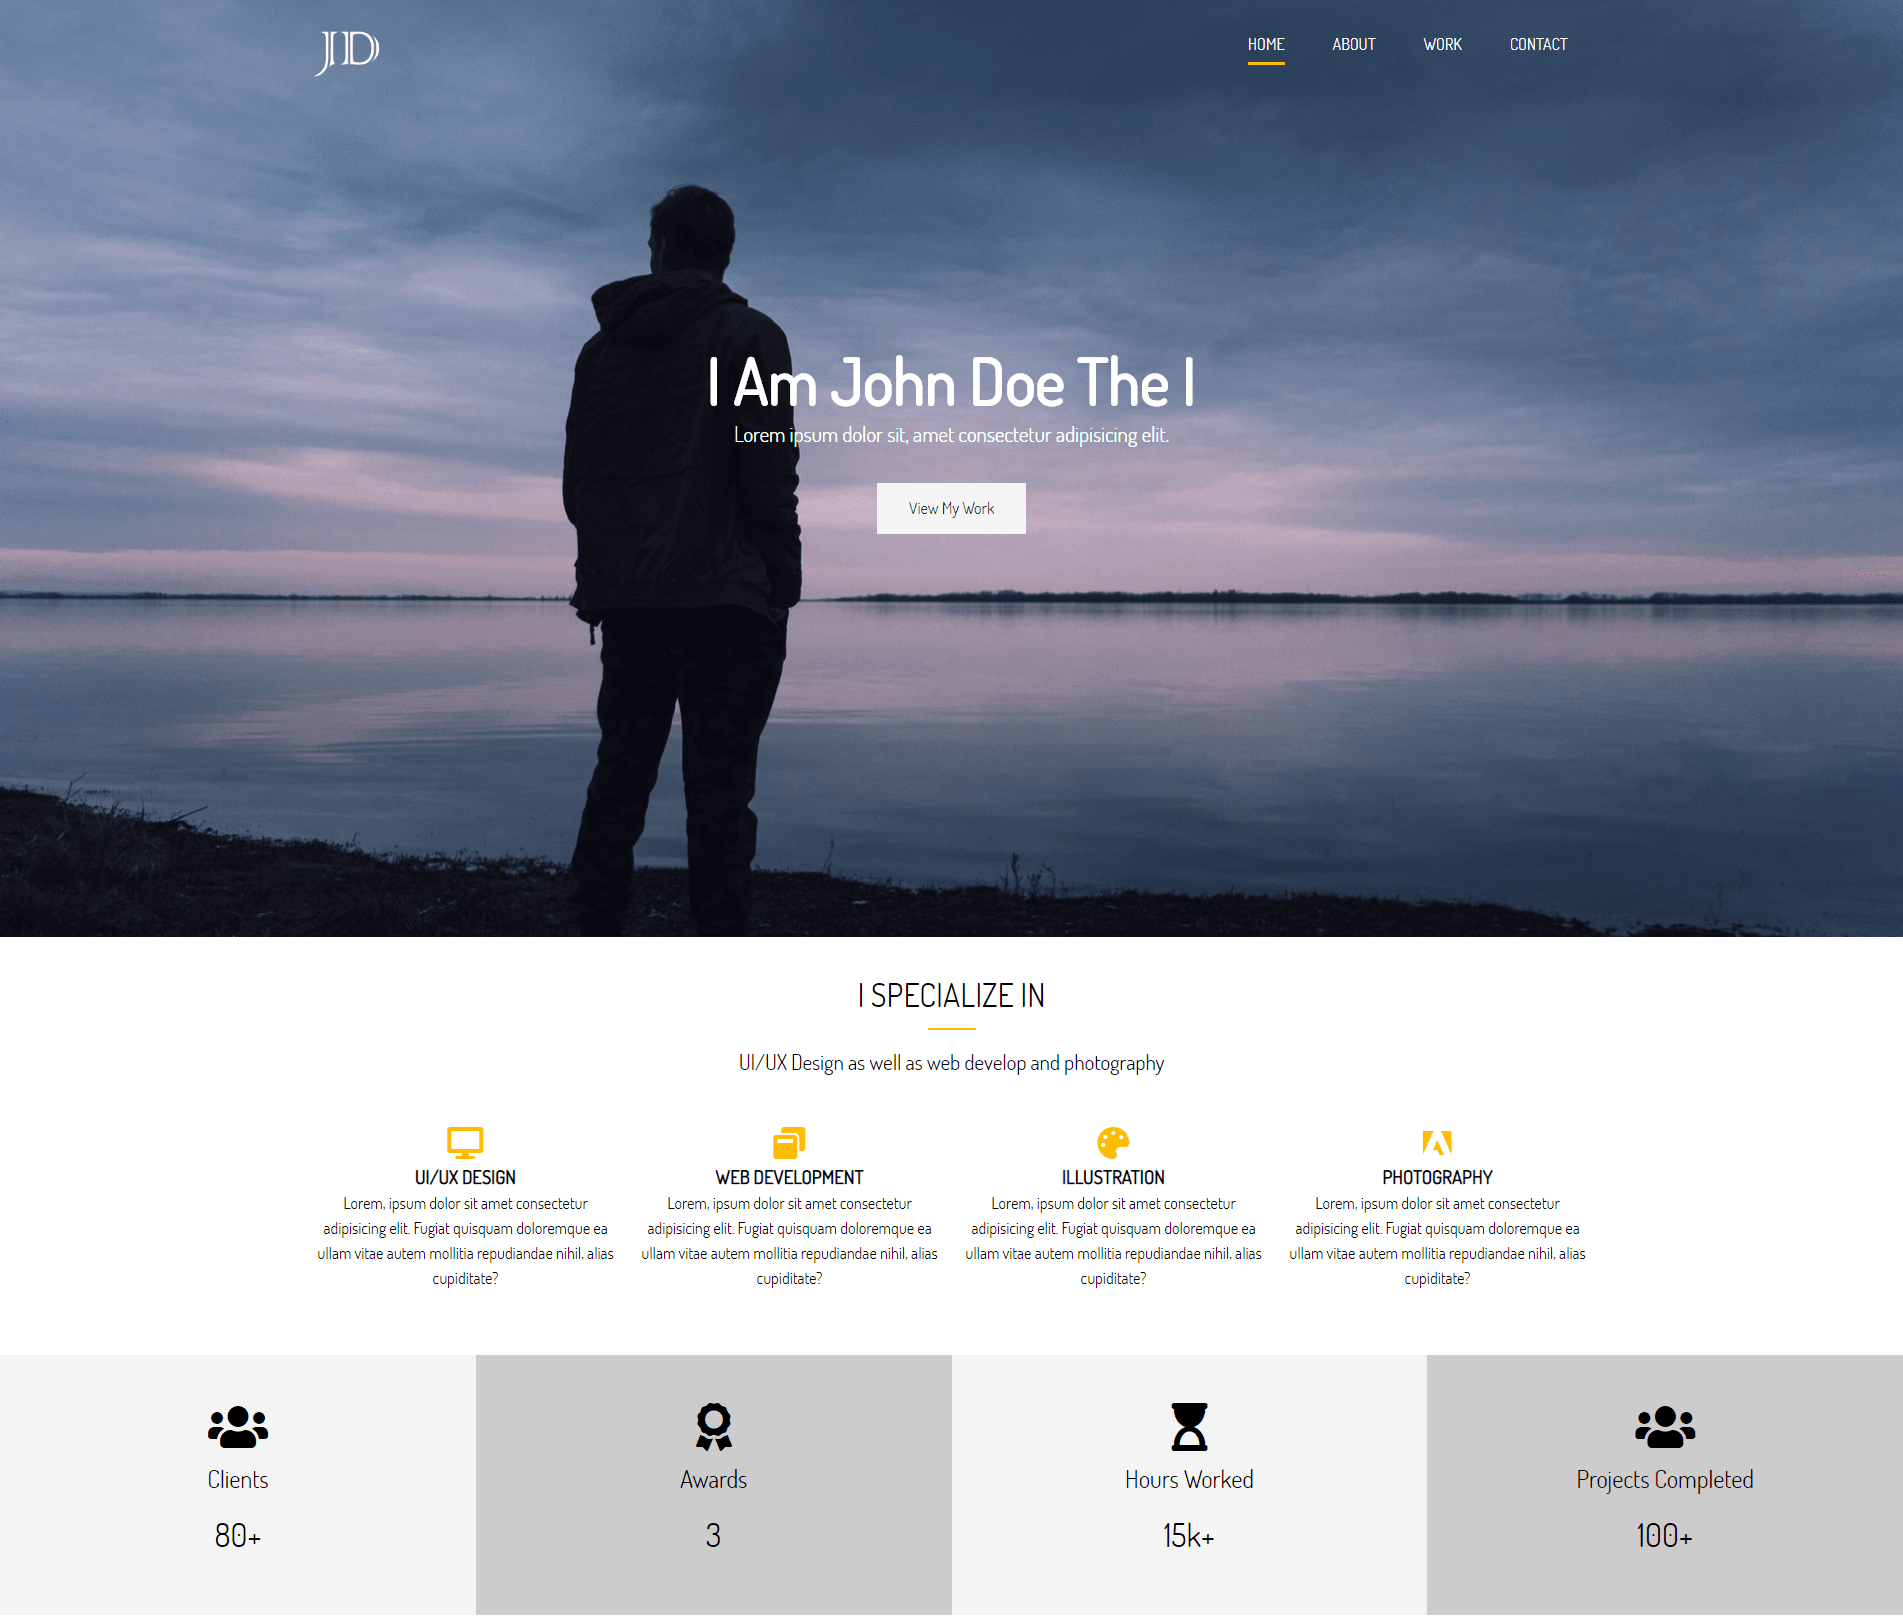 JD
HOME ABOUT WORK CONTACT
I Am John Doe The I
Lorem ipsum dolor sit, amet consectetur adipisicing elit.
View My Work
I SPECIALIZE IN
UI/UX Design as well as web develop and photography
UI/UX DESIGN
Lorem, ipsum dolor sit amet consectetur
adipisicing elit. Fugiat quisquam doloremque ea
ullam vitae autem mollitia repudiandae nihil, alias
cupiditate?
WEB DEVELOPMENT
Lorem, ipsum dolor sit amet consectetur
adipisicing elit. Fugiat quisquam doloremque ea
ullam vitae autem mollitia repudiandae nihil, alias
cupiditate?
ILLUSTRATION
Lorem, ipsum dolor sit amet consectetur
adipisicing elit. Fugiat quisquam doloremque ea
ullam vitae autem mollitia repudiandae nihil, alias
cupiditate?
PHOTOGRAPHY
Lorem, ipsum dolor sit amet consectetur
adipisicing elit. Fugiat quisquam doloremque ea
ullam vitae autem mollitia repudiandae nihil, alias
cupiditate?
Clients
80+
Awards
3
Hours Worked
15k+
Projects Completed
100+